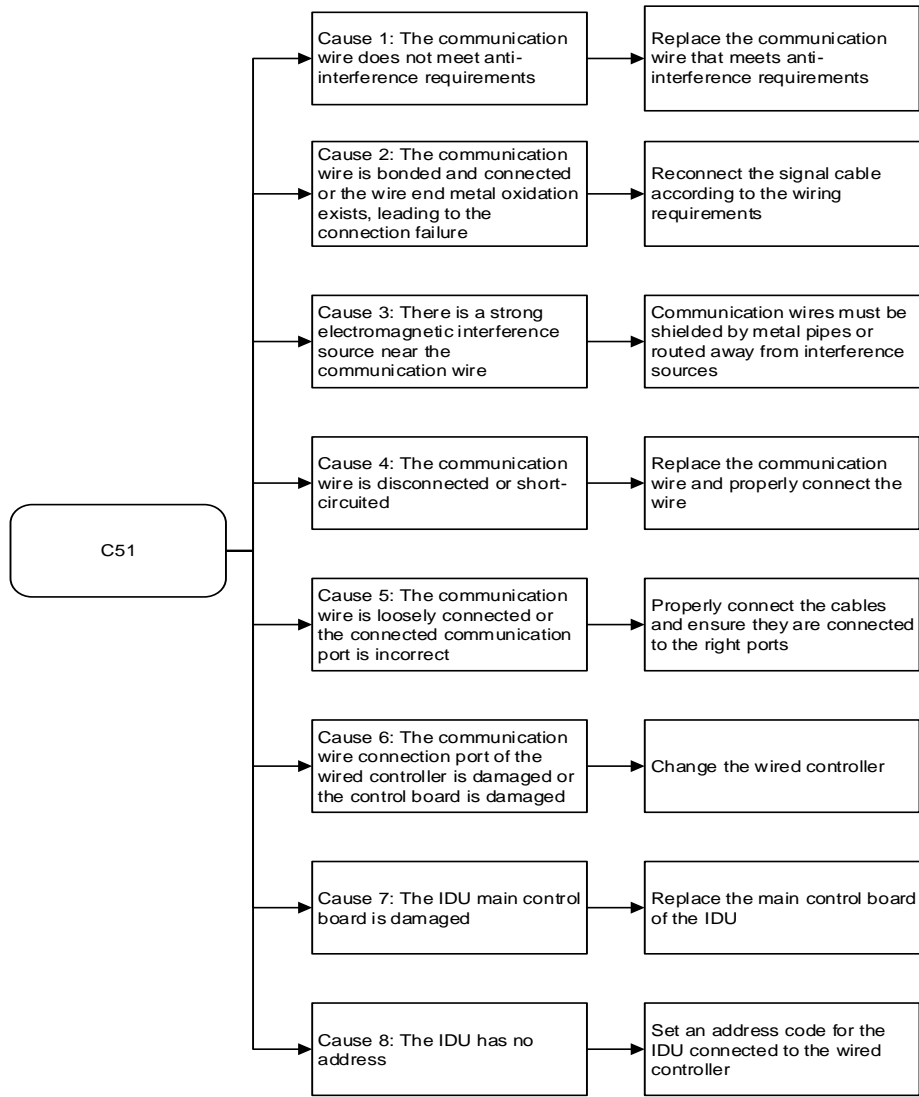 Cause 1: The communication
wire does not meet anti-
interference requirements
Replace the communication
wire that meets anti-
interference requirements
Cause 2: The communication
wire is bonded and connected
or the wire end metal oxidation
exists, leading to the
connection failure
Reconnect the signal cable
according to the wiring
requirements
Cause 3: There is a strong
electromagnetic interference
source near the
communication wire
Communication wires must be
shielded by metal pipes or
routed away from interference
sources
Cause 4: The communication
wire is disconnected or short-
circuited
Replace the communication
wire and properly connect the
wire
C51
Cause 5: The communication
wire is loosely connected or
the connected communication
port is incorrect
Properly connect the cables
and ensure they are connected
to the right ports
Cause 6: The communication
wire connection port of the
wired controller is damaged or
the control board is damaged
Change the wired controller
Cause 7: The IDU main control
board is damaged
Replace the main control board
of the IDU
Cause 8: The IDU has no
address
Set an address code for the
IDU connected to the wired
controller